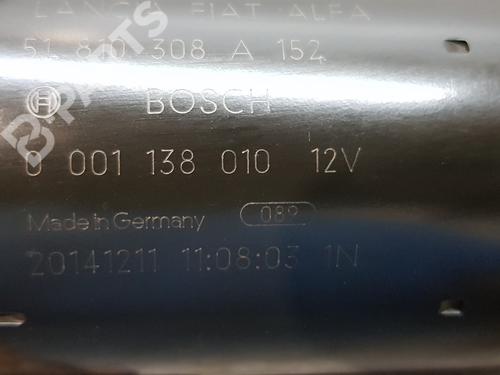 LANCIA FIAT ALFA
51 810 308 A 152
BOSCH
0 001 138 010 12V
Made in Germany 089
20141211 11:08:03 1N
B-PARTS